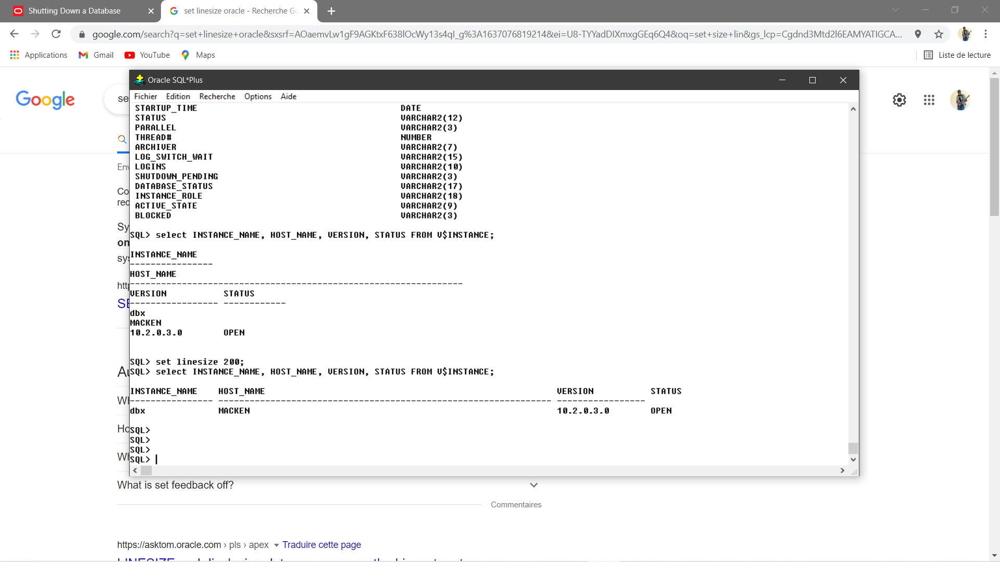 Shutting Down a Database
set linesize oracle - Recherche Go
google.com/search?q=set+linesize+oracle&sxsrf=AOaemvLw1gF9AGKtxF638lOcWy13s4qI_g%3A1637076819214&ei=U8-TYYadDIXmxgGEq6Q4&oq=set+size+lin&gs_lcp=Cgdnd3Mtd2l6EAMYATIGCA...
Applications Gmail YouTube Maps Liste de lecture
Oracle SQL*Plus
Google se
Fichier Edition Recherche Options Aide
STARTUP_TIME DATE
STATUS VARCHAR2(12)
PARALLEL VARCHAR2(3)
THREAD# NUMBER
ARCHIVER VARCHAR2(7)
LOG_SWITCH_WAIT VARCHAR2(15)
LOGINS VARCHAR2(10)
SHUTDOWN_PENDING VARCHAR2(3)
DATABASE_STATUS VARCHAR2(17)
INSTANCE_ROLE VARCHAR2(18)
ACTIVE_STATE VARCHAR2(9)
BLOCKED VARCHAR2(3)
SQL> select INSTANCE_NAME, HOST_NAME, VERSION, STATUS FROM V$INSTANCE;
INSTANCE_NAME
----------------
HOST_NAME
----------------------------------------------------------------
VERSION STATUS
----------------- ------------
dbx
MACKEN
10.2.0.3.0 OPEN
SQL> set linesize 200;
SQL> select INSTANCE_NAME, HOST_NAME, VERSION, STATUS FROM V$INSTANCE;
INSTANCE_NAME HOST_NAME VERSION STATUS
---------------- ---------------------------------------------------------------- ----------------- 
dbx MACKEN 10.2.0.3.0 OPEN
SQL>
SQL>
SQL>
SQL>
What is set feedback off?
Commentaires
https://asktom.oracle.com › pls › apex Traduire cette page